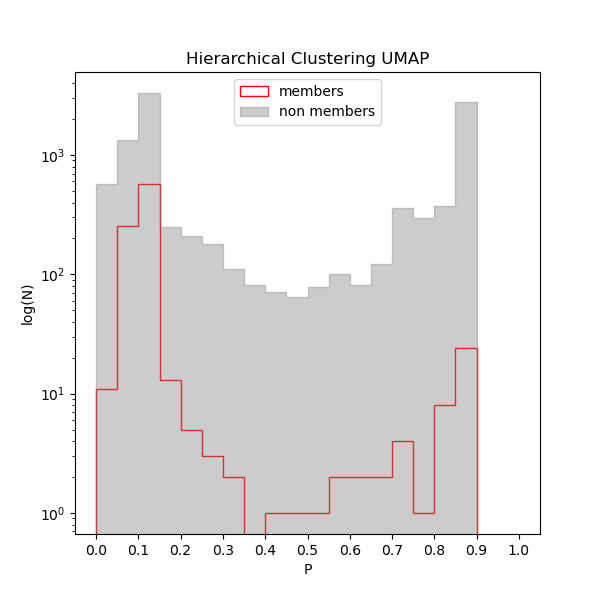 Hierarchical Clustering UMAP
members
non members
log(N)
10³
10²
10¹
10⁰
0.0 0.1 0.2 0.3 0.4 0.5 0.6 0.7 0.8 0.9 1.0
P